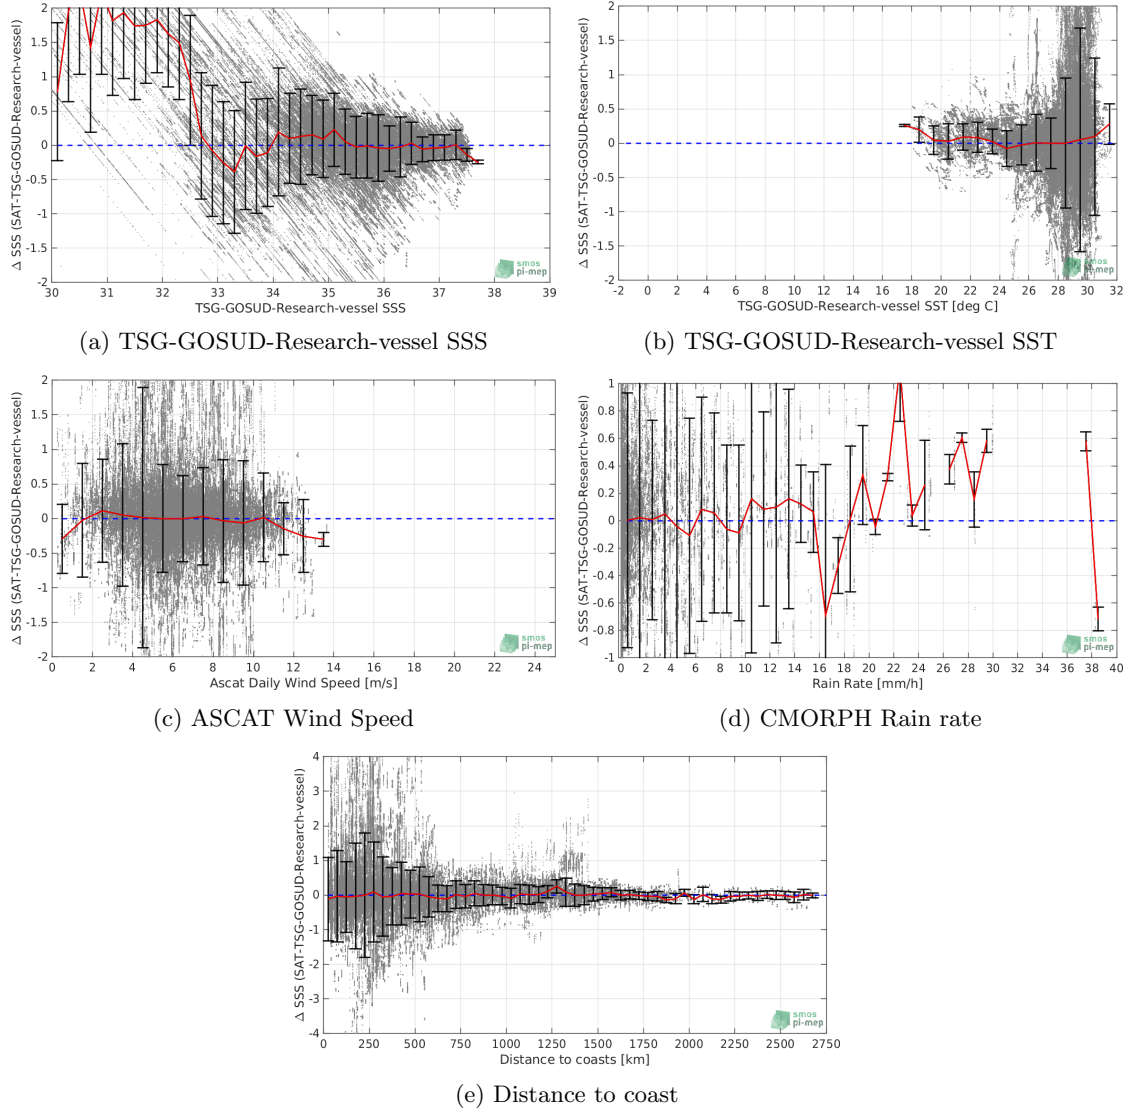 Δ SSS (SAT-TSG-GOSUD-Research-vessel)
2
1.5
1
0.5
0
-0.5
-1
-1.5
-2
30 31 32 33 34 35 36 37 38 39
TSG-GOSUD-Research-vessel SSS
smos
pi-mep
(a) TSG-GOSUD-Research-vessel SSS
Δ SSS (SAT-TSG-GOSUD-Research-vessel)
2
1.5
1
0.5
0
-0.5
-1
-1.5
-2
-2 0 2 4 6 8 10 12 14 16 18 20 22 24 26 28 30 32
TSG-GOSUD-Research-vessel SST [deg C]
smos
pi-mep
(b) TSG-GOSUD-Research-vessel SST
Δ SSS (SAT-TSG-GOSUD-Research-vessel)
2
1.5
1
0.5
0
-0.5
-1
-1.5
-2
0 2 4 6 8 10 12 14 16 18 20 22 24
Ascat Daily Wind Speed [m/s]
smos
pi-mep
(c) ASCAT Wind Speed
Δ SSS (SAT-TSG-GOSUD-Research-vessel)
1
0.8
0.6
0.4
0.2
0
-0.2
-0.4
-0.6
-0.8
-1
0 2 4 6 8 10 12 14 16 18 20 22 24 26 28 30 32 34 36 38 40
Rain Rate [mm/h]
smos
pi-mep
(d) CMORPH Rain rate
Δ SSS (SAT-TSG-GOSUD-Research-vessel)
4
3
2
1
0
-1
-2
-3
-4
0 250 500 750 1000 1250 1500 1750 2000 2250 2500 2750
Distance to coasts [km]
smos
pi-mep
(e) Distance to coast